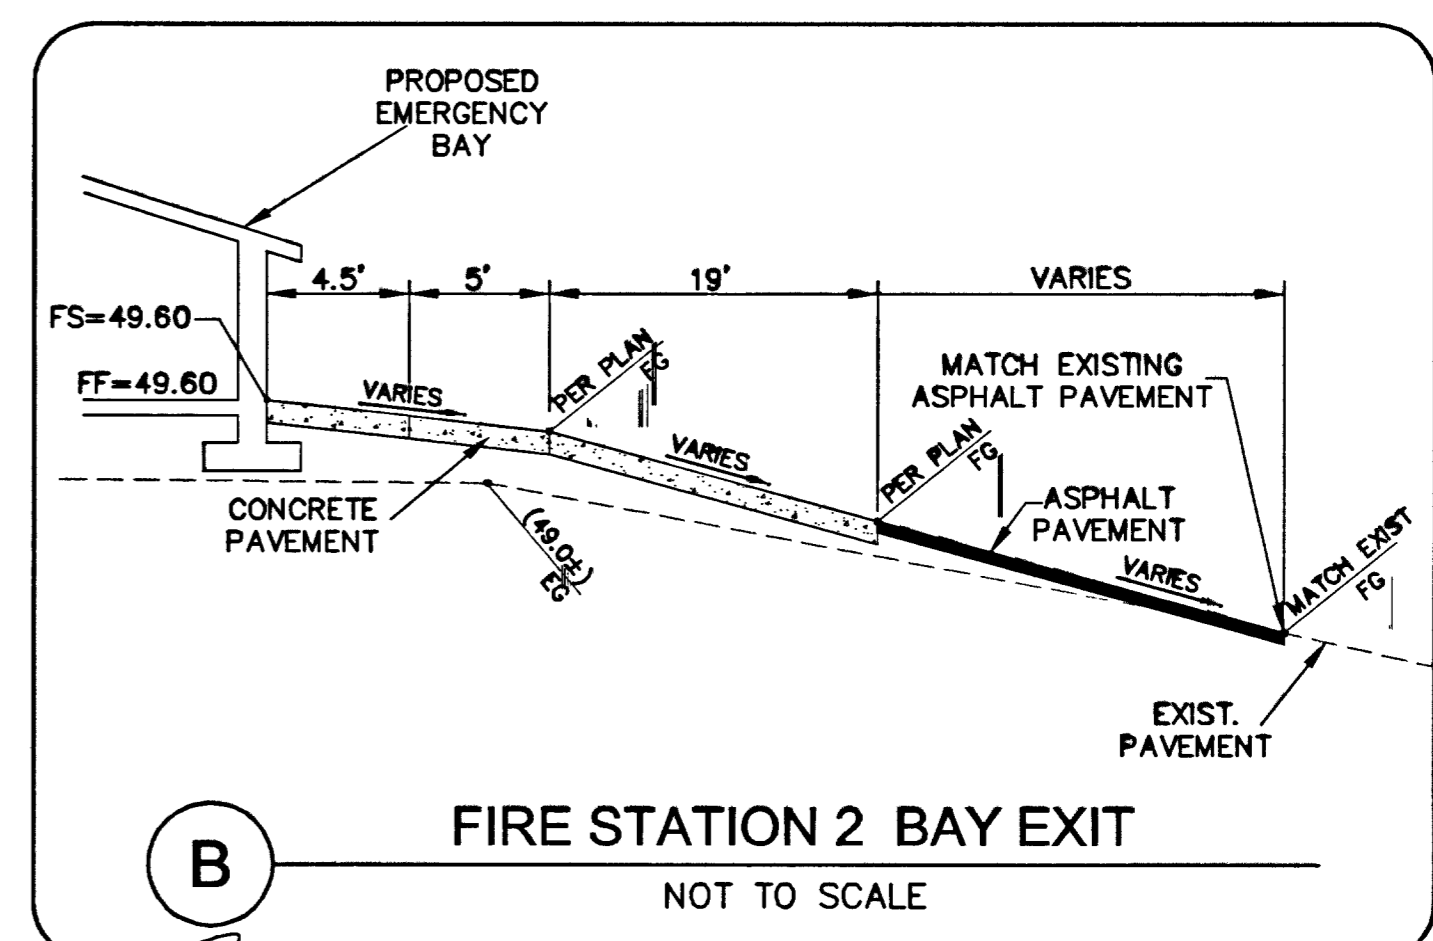 PROPOSED
EMERGENCY
BAY
4.5'
5'
19'
VARIES
FS=49.60
FF=49.60
VARIES
PER PLAN
FG
MATCH EXISTING
ASPHALT PAVEMENT
VARIES
PER PLAN
FG
CONCRETE
PAVEMENT
(49.0±)
EG
ASPHALT
PAVEMENT
VARIES
MATCH EXIST
FG
EXIST.
PAVEMENT
B
FIRE STATION 2 BAY EXIT
NOT TO SCALE